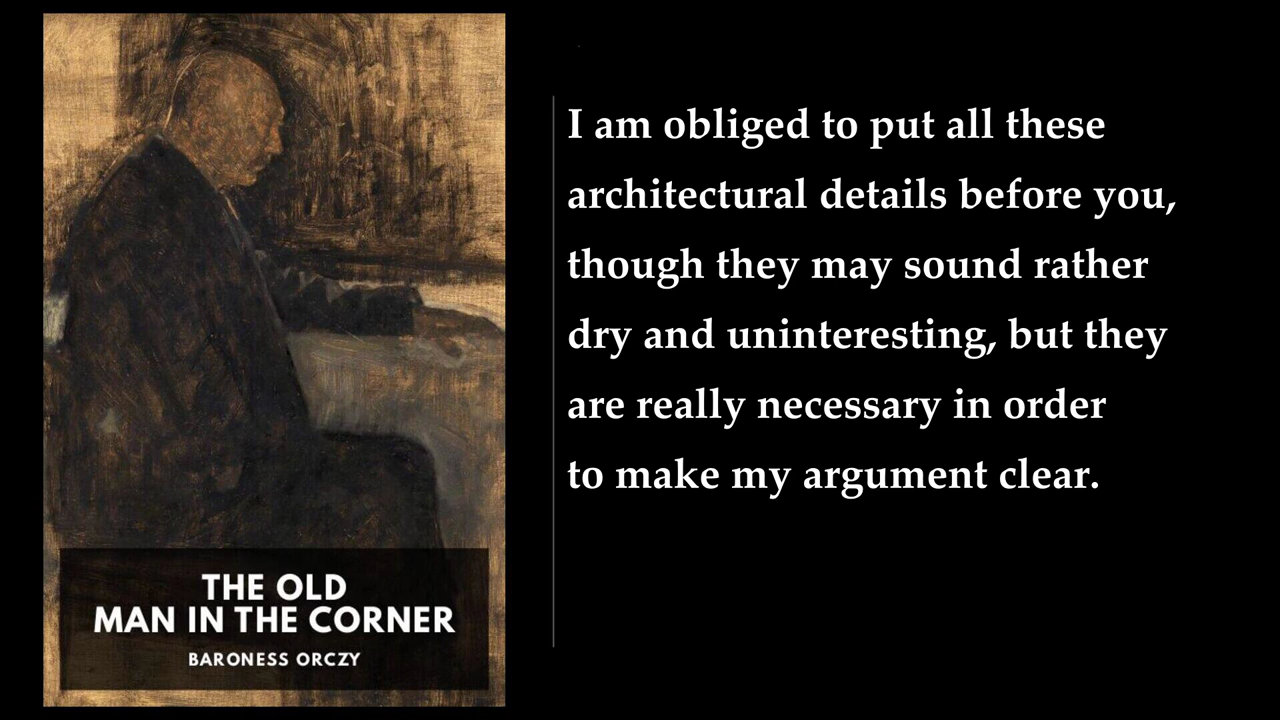 THE OLD
MAN IN THE CORNER
BARONESS ORCZY
I am obliged to put all these
architectural details before you,
though they may sound rather
dry and uninteresting, but they
are really necessary in order
to make my argument clear.